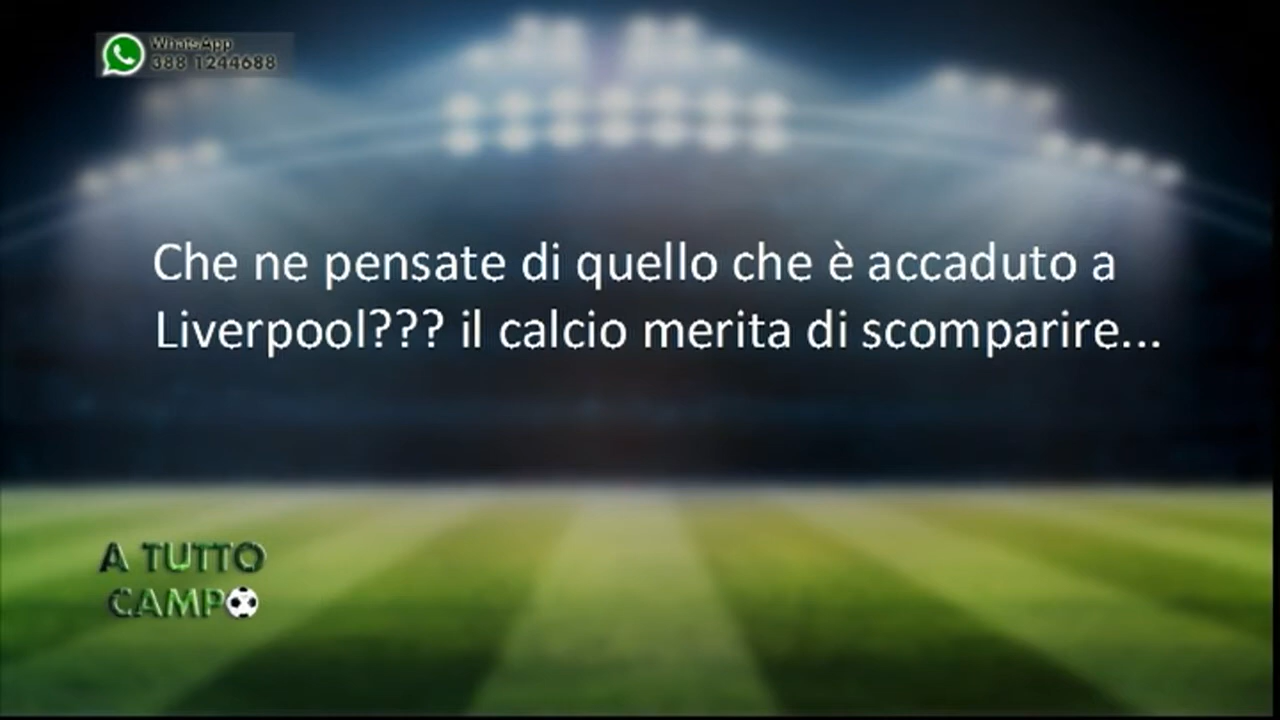 WhatsApp
388 1244688
Che ne pensate di quello che è accaduto a
Liverpool??? il calcio merita di scomparire...
A TUTTO
CAMPO